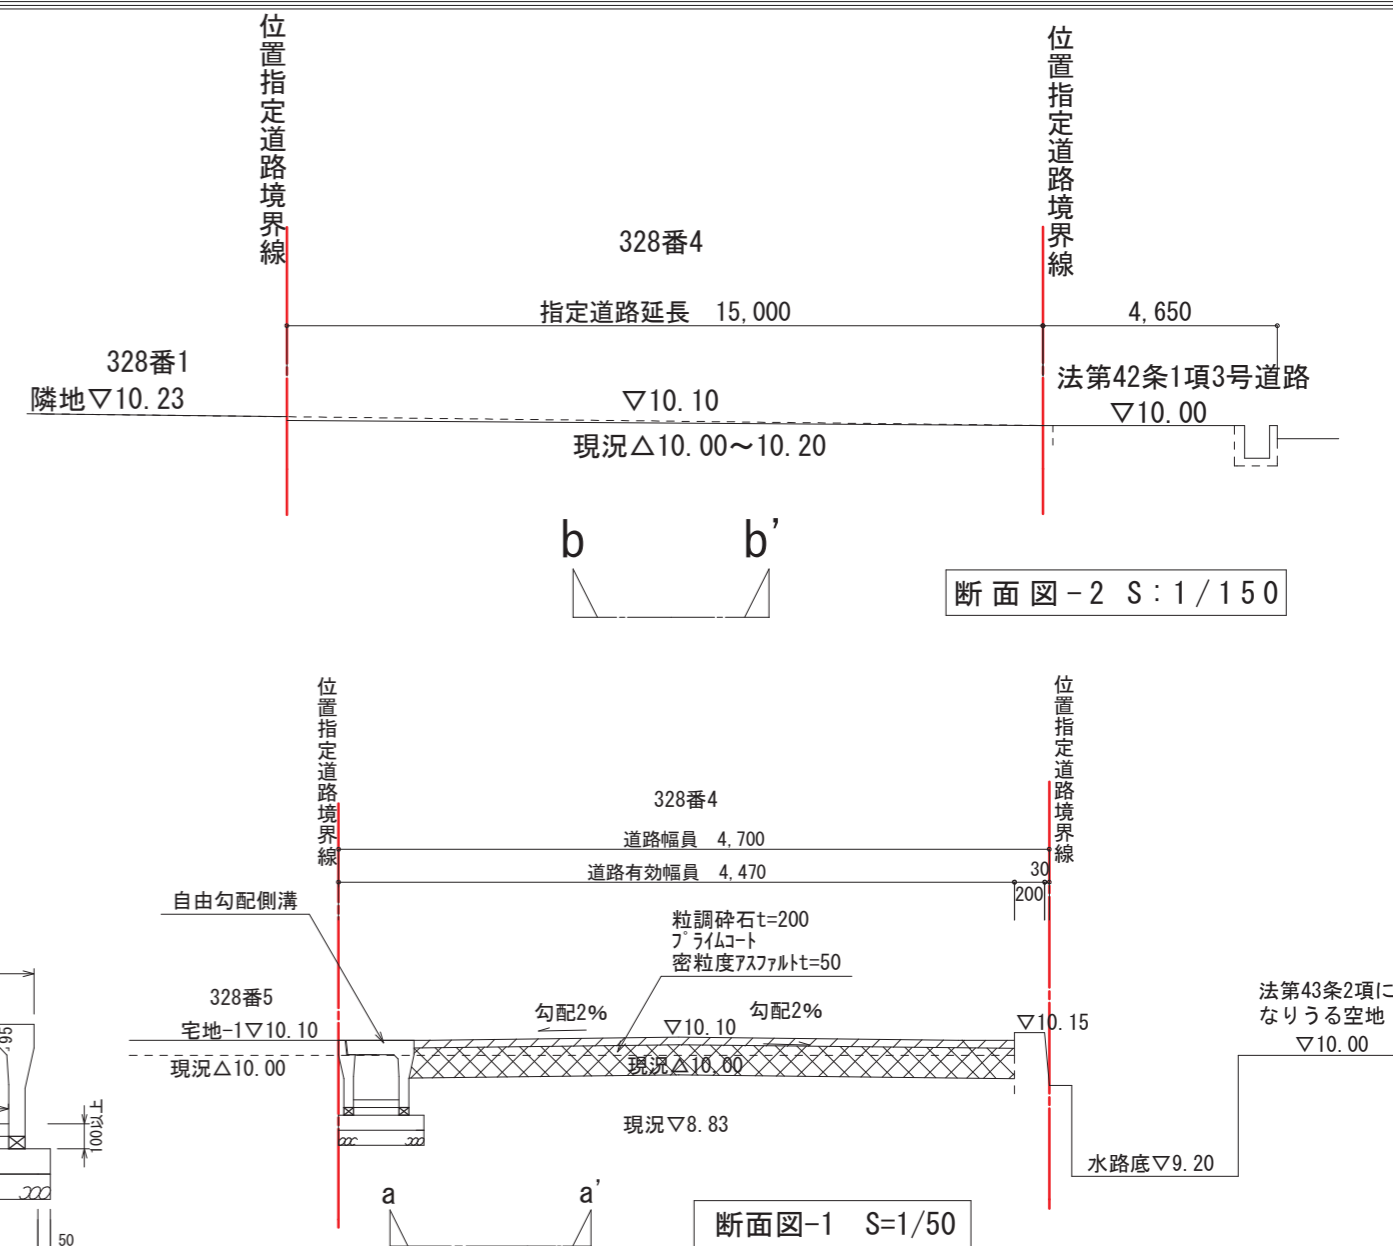 位置指定道路境界線
位置指定道路境界線
328番4
指定道路延長 15,000
4,650
328番1
隣地▽10.23
▽10.10
法第42条1項3号道路
▽10.00
現況△10.00～10.20
b
b'
断面図-2 S:1/150
位置指定道路境界線
位置指定道路境界線
328番4
道路幅員 4,700
道路有効幅員 4,470
30
200
自由勾配側溝
粒調砕石t=200
プライムコート
密粒度アスファルトt=50
328番5
宅地-1▽10.10
現況△10.00
勾配2%
勾配2%
▽10.10
▽10.15
法第43条2項に
なりうる空地
▽10.00
現況△10.00
現況▽8.83
水路底▽9.20
95
100以上
50
a
a'
断面図-1 S=1/50